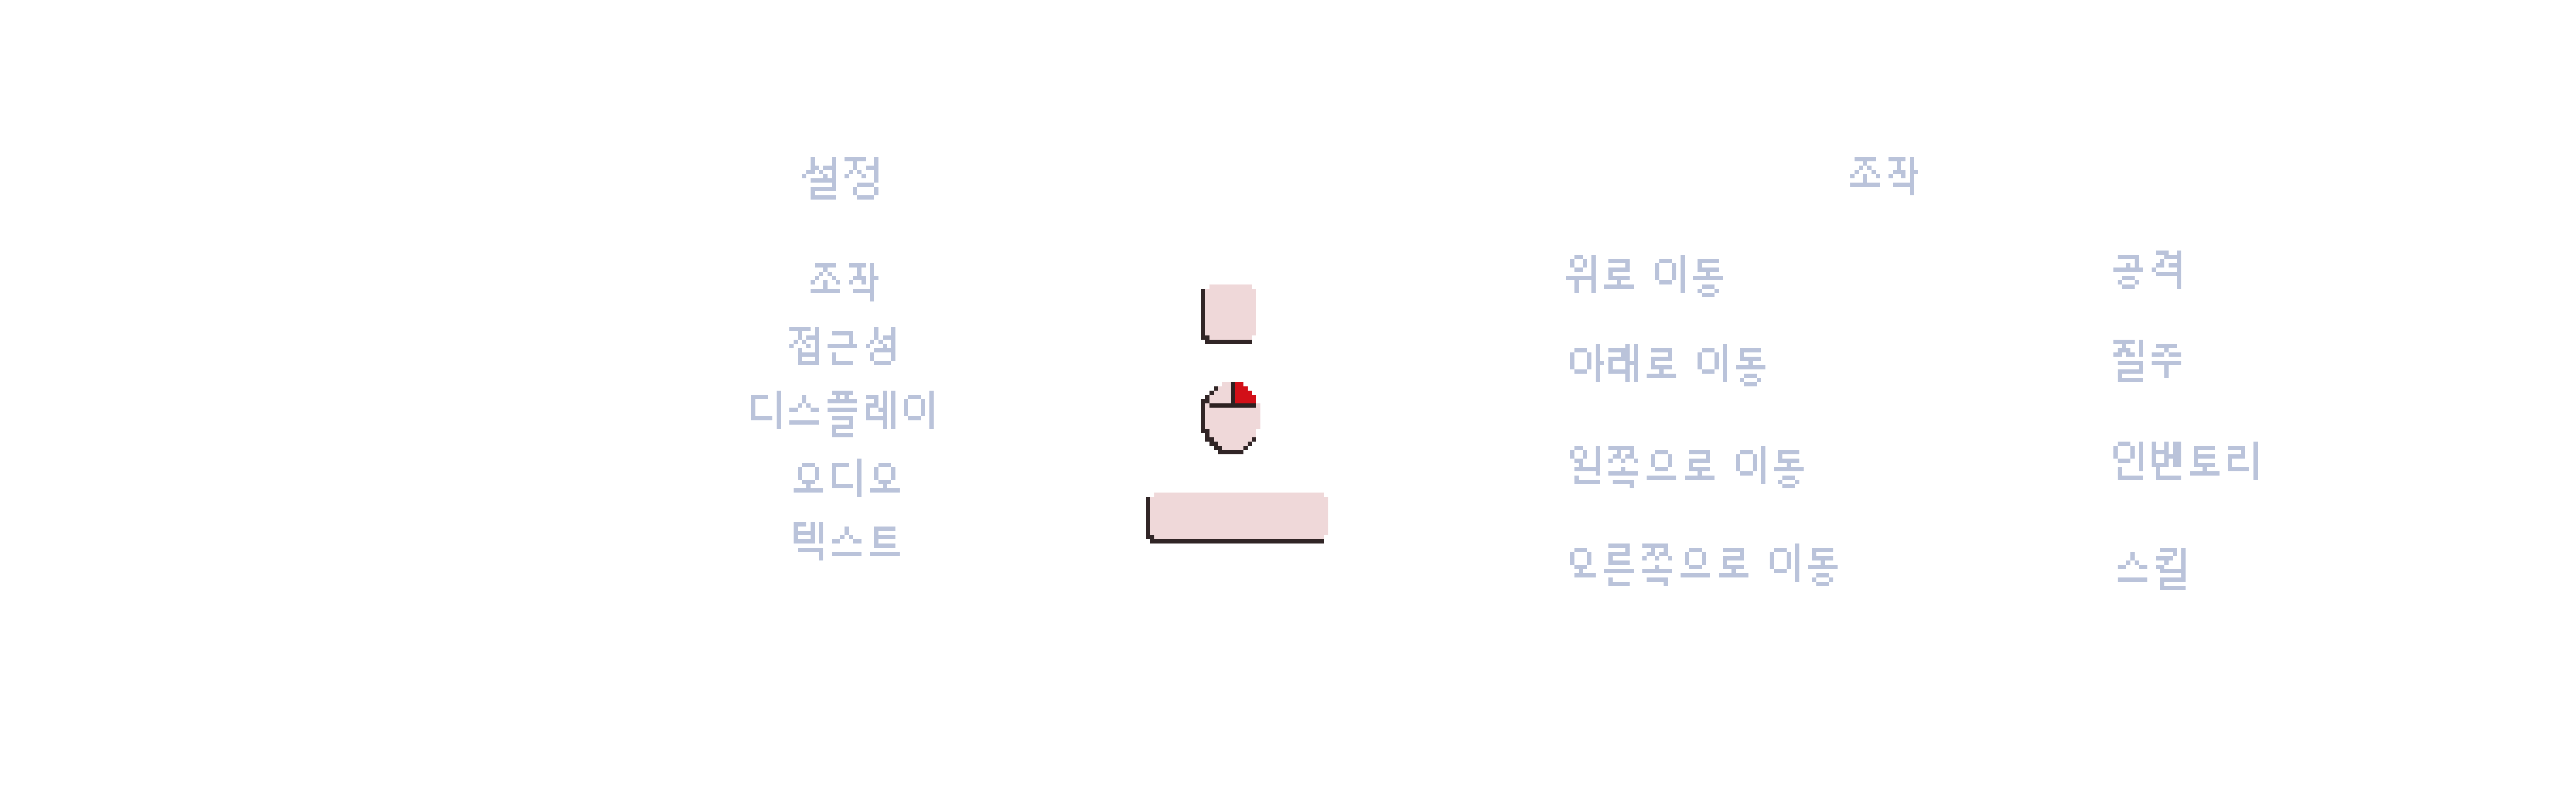 설정
조작
접근성
디스플레이
오디오
텍스트
조작
위로 이동
아래로 이동
왼쪽으로 이동
오른쪽으로 이동
공격
질주
인벤토리
스킬